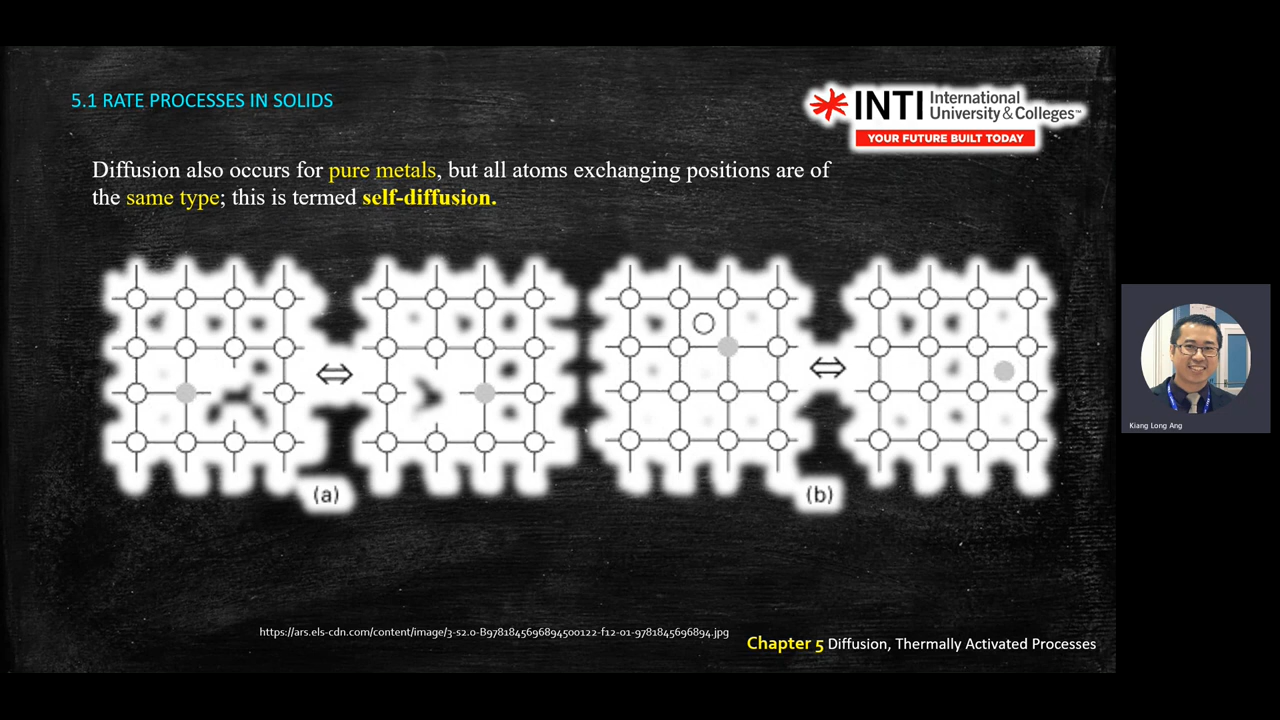 5.1 RATE PROCESSES IN SOLIDS
INTI International
University & Colleges™
YOUR FUTURE BUILT TODAY
Diffusion also occurs for pure metals, but all atoms exchanging positions are of
the same type; this is termed self-diffusion.
(a)
(b)
Kiang Long Ang
https://ars.els-cdn.com/content/image/3-s2.0-B9781845696894500122-f12-01-9781845696894.jpg
Chapter 5 Diffusion, Thermally Activated Processes